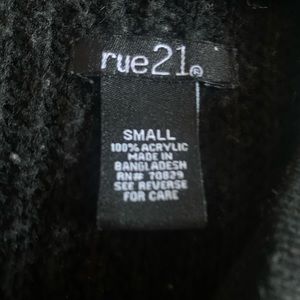 rue21®
SMALL
100% ACRYLIC
MADE IN
BANGLADESH
RN# 70829
SEE REVERSE
FOR CARE